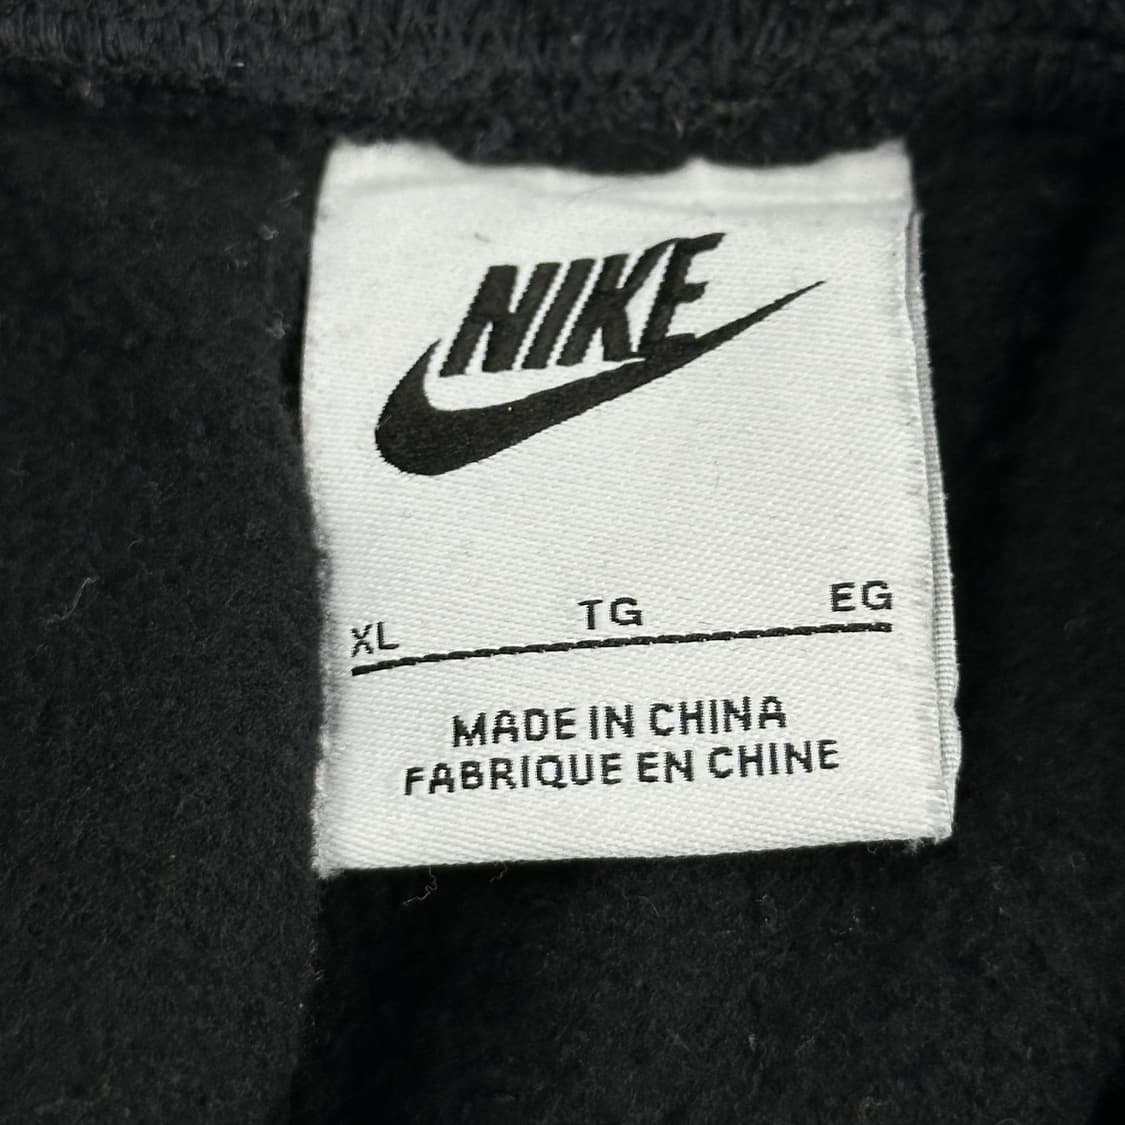 NIKE
XL TG EG
MADE IN CHINA
FABRIQUE EN CHINE